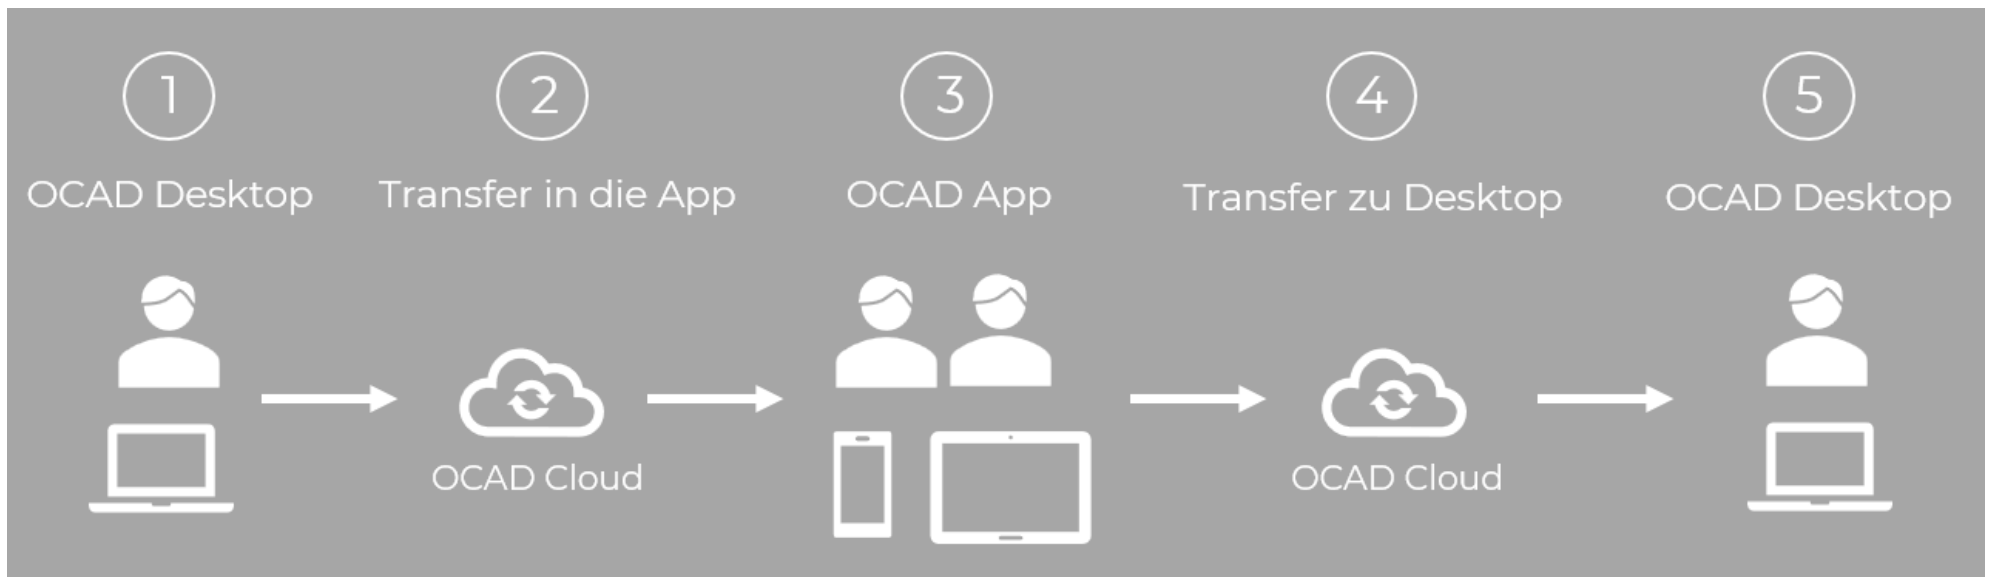 1
2
3
4
5
OCAD Desktop
Transfer in die App
OCAD App
Transfer zu Desktop
OCAD Desktop
OCAD Cloud
OCAD Cloud